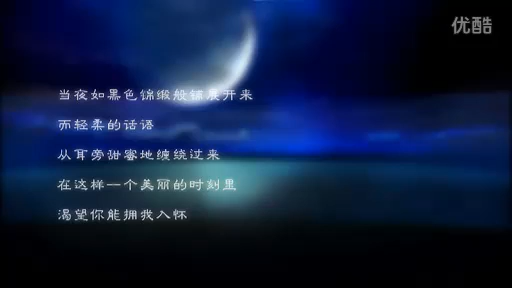 优酷
当夜如黑色锦缎般铺展开来
而轻柔的话语
从耳旁甜蜜地缠绕过来
在这样一个美丽的时刻里
渴望你能拥我入怀